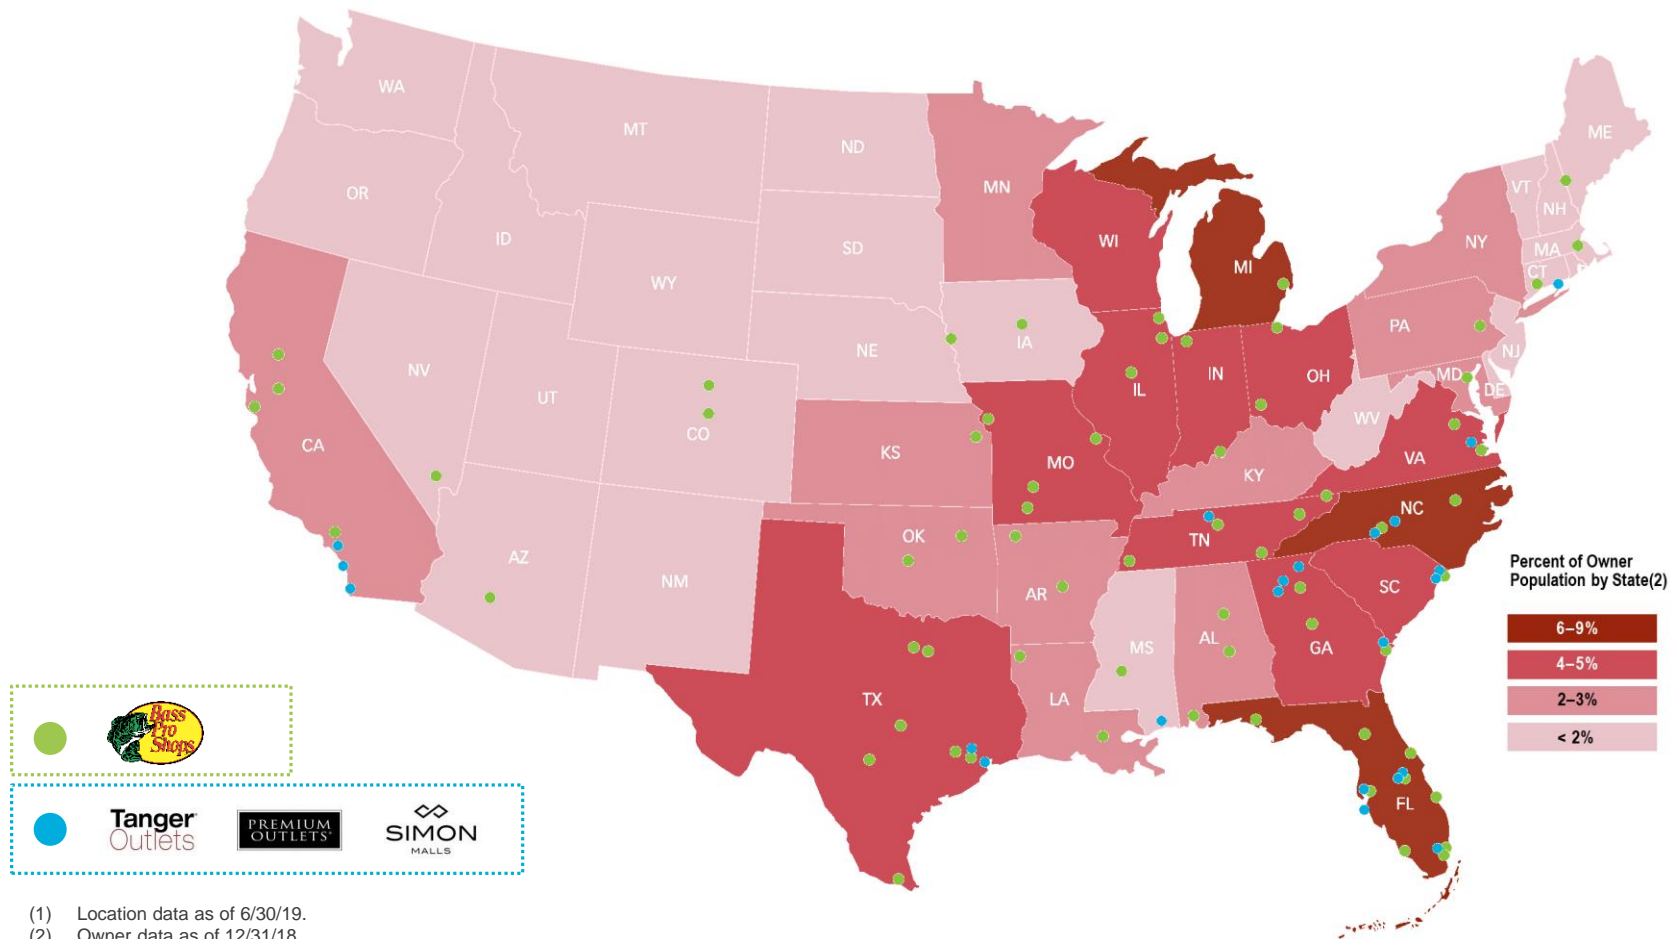 WA
MT
ND
MN
ME
OR
ID
SD
WI
MI
VT
NH
NY
MA
CT
WY
NE
IA
PA
NJ
NV
UT
CO
IL
IN
OH
MD
DE
WV
CA
KS
MO
KY
VA
AZ
NM
OK
AR
TN
NC
SC
TX
LA
MS
AL
GA
FL
Percent of Owner
Population by State(2)
6–9%
4–5%
2–3%
< 2%
Bass
Pro
Shops
Tanger
Outlets
PREMIUM
OUTLETS
SIMON
MALLS
(1) Location data as of 6/30/19.
(2) Owner data as of 12/31/18